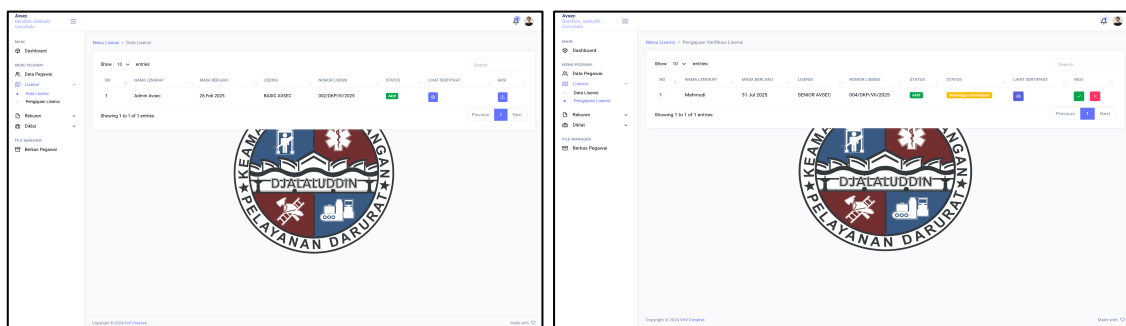 Avsec
Bandara Jalaludin
Gorontalo
MAIN
Dashboard
MENU PEGAWAI
Data Pegawai
Lisensi
Data Lisensi
Pengajuan Lisensi
Rekuren
Diklat
FILE MANAGER
Berkas Pegawai
Menu Lisensi / Data Lisensi
Show 10 entries
Search
NO NAMA LENGKAP MASA BERLAKU LISENSI NOMOR LISENSI STATUS LIHAT SERTIFIKAT AKSI
1 Admin Avsec 26 Feb 2025 BASIC AVSEC 002/DKP/IV/2025 Aktif
Showing 1 to 1 of 1 entries
Previous 1 Next
DJALALUDDIN
PELAYANAN DARURAT
Copyright © 2024 VnV Creative
Made with
Avsec
Bandara Jalaludin
Gorontalo
MAIN
Dashboard
MENU PEGAWAI
Data Pegawai
Lisensi
Data Lisensi
Pengajuan Lisensi
Rekuren
Diklat
FILE MANAGER
Berkas Pegawai
Menu Lisensi / Pengajuan Verifikasi Lisensi
Show 10 entries
Search
NO NAMA LENGKAP MASA BERLAKU LISENSI NOMOR LISENSI STATUS STATUS LIHAT SERTIFIKAT AKSI
1 Mahmudi 31 Jul 2025 SENIOR AVSEC 004/DKP/VII/2025 Aktif Menunggu Persetujuan
Showing 1 to 1 of 1 entries
Previous 1 Next
DJALALUDDIN
PELAYANAN DARURAT
Copyright © 2024 VnV Creative
Made with